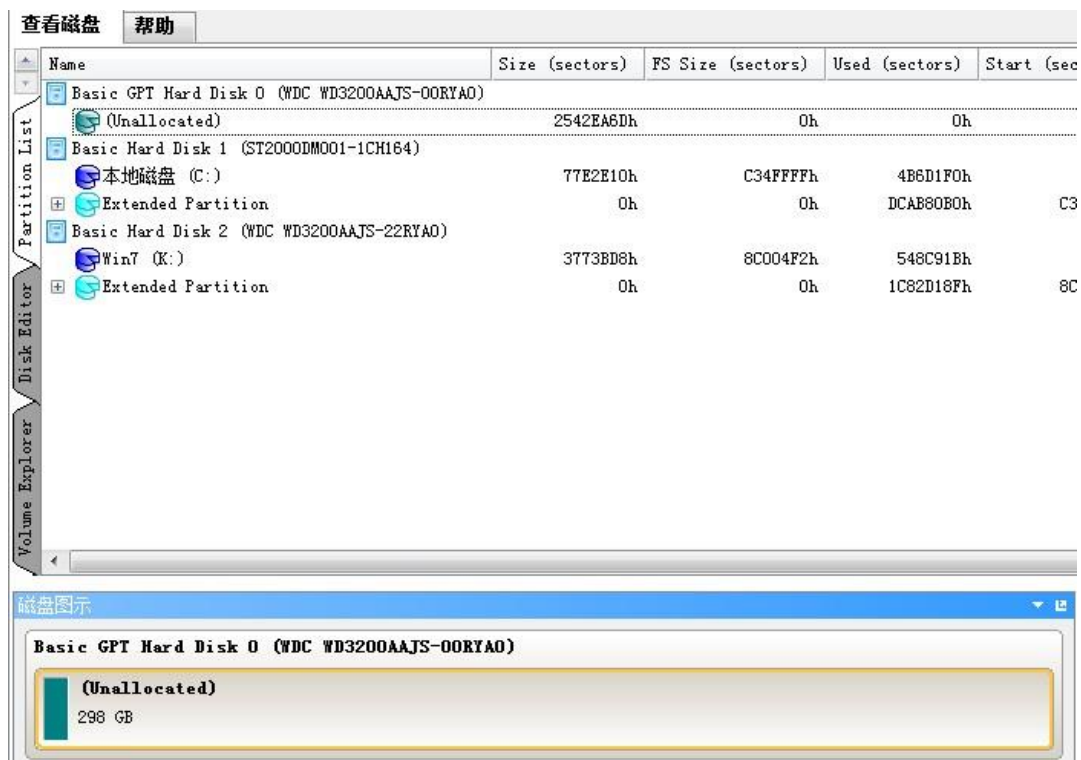 查看磁盘 帮助
Name Size (sectors) FS Size (sectors) Used (sectors) Start (sec
Basic GPT Hard Disk 0 (WDC WD3200AAJS-00RYA0)
(Unallocated) 2542EA6Dh 0h 0h
Basic Hard Disk 1 (ST2000DM001-1CH164)
本地磁盘 (C:) 77E2E10h C34FFFFh 4B6D1F0h
Extended Partition 0h 0h DCAB80B0h C3
Basic Hard Disk 2 (WDC WD3200AAJS-22RYA0)
Win7 (K:) 3773BD8h 8C004F2h 548C91Bh
Extended Partition 0h 0h 1C82D18Fh 8C
Partition List
Disk Editor
Volume Explorer
磁盘图示
Basic GPT Hard Disk 0 (WDC WD3200AAJS-00RYA0)
(Unallocated)
298 GB